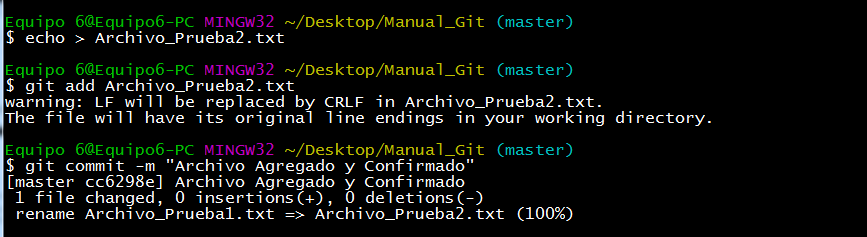 Equipo 6@Equipo6-PC MINGW32 ~/Desktop/Manual_Git (master)
$ echo > Archivo_Prueba2.txt
Equipo 6@Equipo6-PC MINGW32 ~/Desktop/Manual_Git (master)
$ git add Archivo_Prueba2.txt
warning: LF will be replaced by CRLF in Archivo_Prueba2.txt.
The file will have its original line endings in your working directory.
Equipo 6@Equipo6-PC MINGW32 ~/Desktop/Manual_Git (master)
$ git commit -m "Archivo Agregado y Confirmado"
[master cc6298e] Archivo Agregado y Confirmado
1 file changed, 0 insertions(+), 0 deletions(-)
rename Archivo_Prueba1.txt => Archivo_Prueba2.txt (100%)